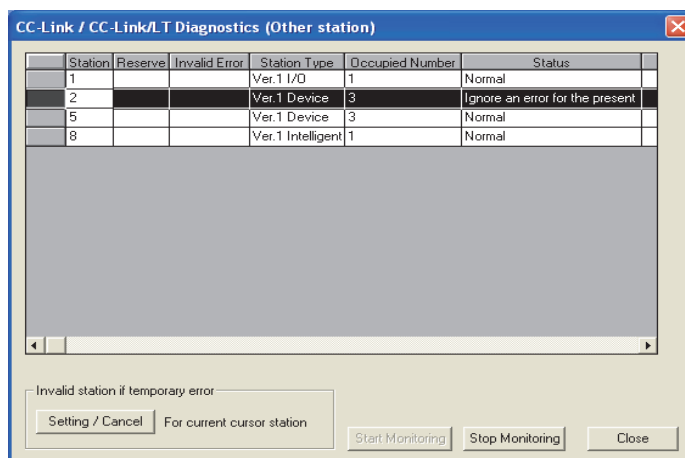 CC-Link / CC-Link/LT Diagnostics (Other station)
Station Reserve Invalid Error Station Type Occupied Number Status
1 Ver.1 I/O 1 Normal
2 Ver.1 Device 3 Ignore an error for the present
5 Ver.1 Device 3 Normal
8 Ver.1 Intelligent 1 Normal
Invalid station if temporary error
Setting / Cancel For current cursor station
Start Monitoring Stop Monitoring Close